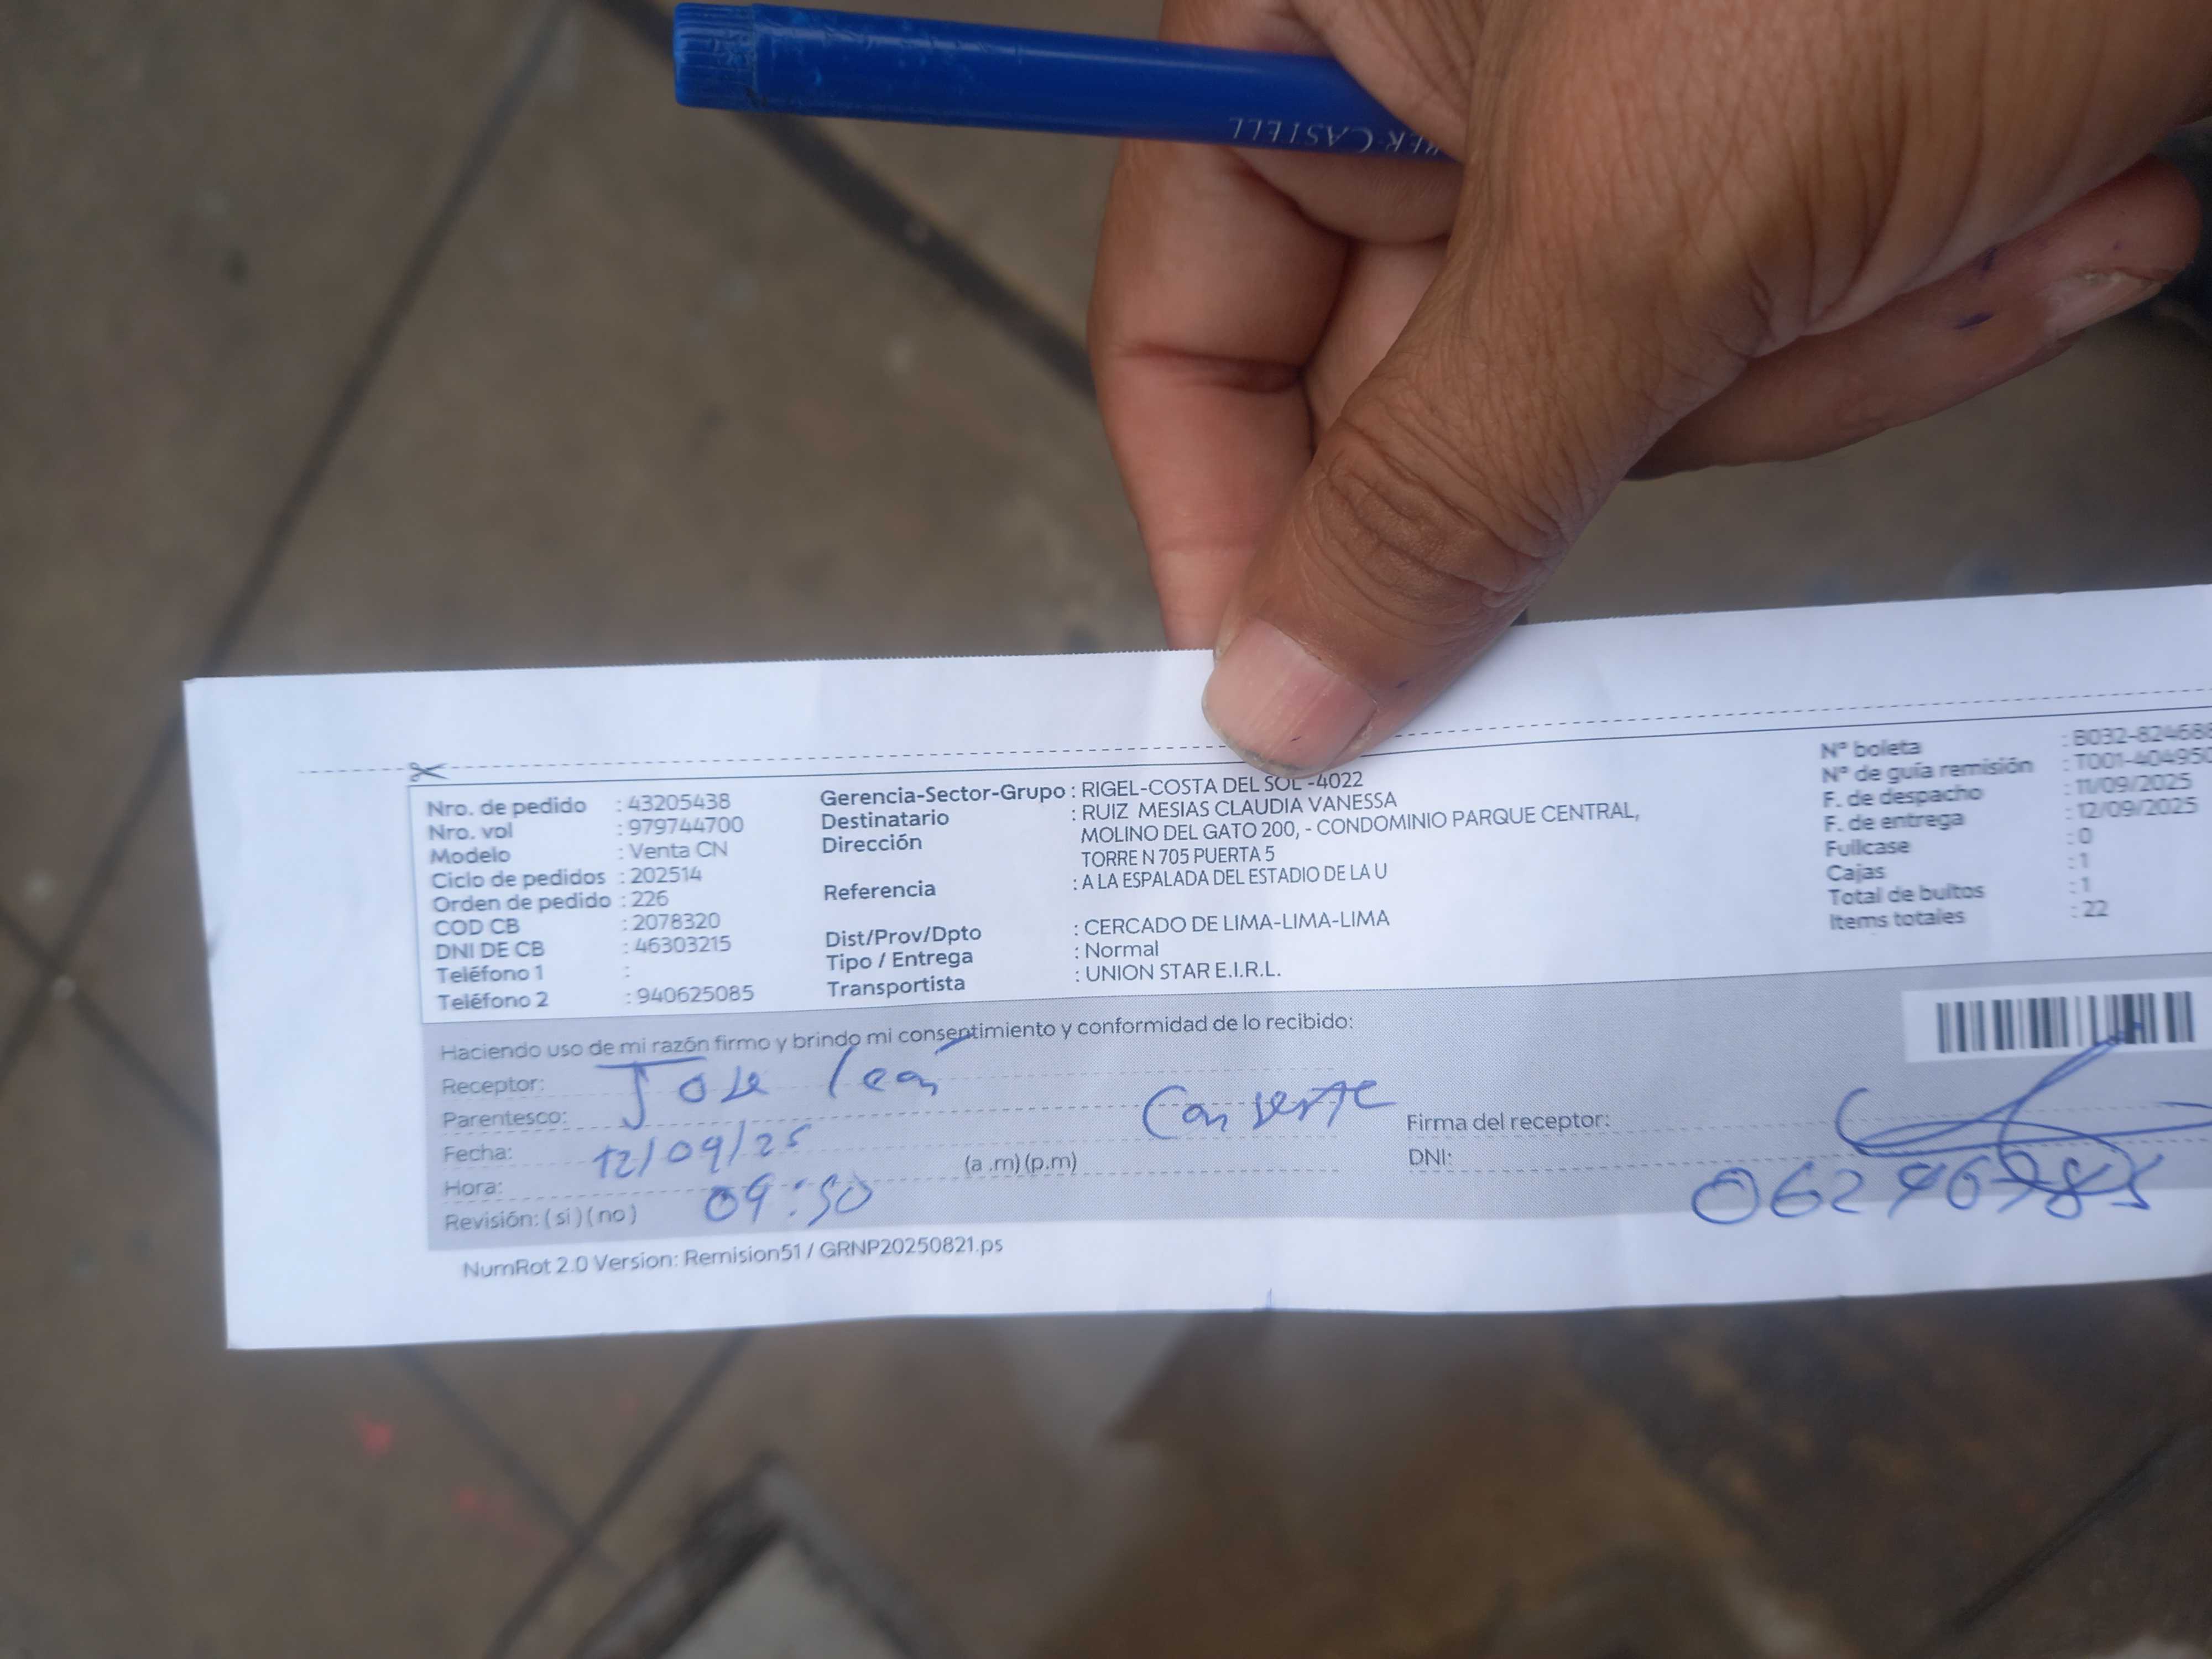 ER-CASTELL
Nro. de pedido : 43205438
Nro. vol : 979744700
Modelo : Venta CN
Ciclo de pedidos : 202514
Orden de pedido : 226
COD CB : 2078320
DNI DE CB : 46303215
Teléfono 1 :
Teléfono 2 : 940625085
Gerencia-Sector-Grupo : RIGEL-COSTA DEL SOL -4022
Destinatario : RUIZ MESIAS CLAUDIA VANESSA
Dirección MOLINO DEL GATO 200, - CONDOMINIO PARQUE CENTRAL,
TORRE N 705 PUERTA 5
Referencia : A LA ESPALADA DEL ESTADIO DE LA U
Dist/Prov/Dpto : CERCADO DE LIMA-LIMA-LIMA
Tipo / Entrega : Normal
Transportista : UNION STAR E.I.R.L.
N° boleta : B032-824688
N° de guía remisión : T001-404950
F. de despacho : 11/09/2025
F. de entrega : 12/09/2025
Fullcase : 0
Cajas : 1
Total de bultos : 1
Items totales : 22
Haciendo uso de mi razón firmo y brindo mi consentimiento y conformidad de lo recibido:
Receptor: Jose leon
Parentesco: Conserje
Fecha: 12/09/25
Hora: 09:50 (a .m) (p.m)
Revisión: ( si ) ( no )
Firma del receptor:
DNI:
NumRot 2.0 Version: Remision51 / GRNP20250821.ps